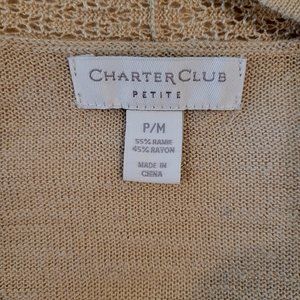 CHARTER CLUB
PETITE
P/M
55% RAMIE
45% RAYON
MADE IN
CHINA